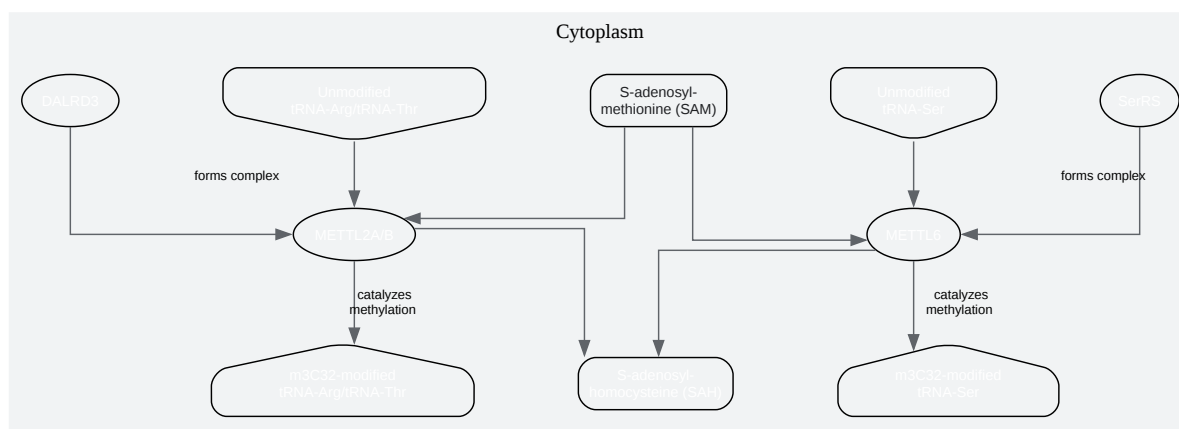 Cytoplasm
DALRD3
Unmodified
tRNA-Arg/tRNA-Thr
S-adenosyl-
methionine (SAM)
Unmodified
tRNA-Ser
SerRS
forms complex
forms complex
METTL2A/B
METTL6
catalyzes
methylation
catalyzes
methylation
m3C32-modified
tRNA-Arg/tRNA-Thr
S-adenosyl-
homocysteine (SAH)
m3C32-modified
tRNA-Ser